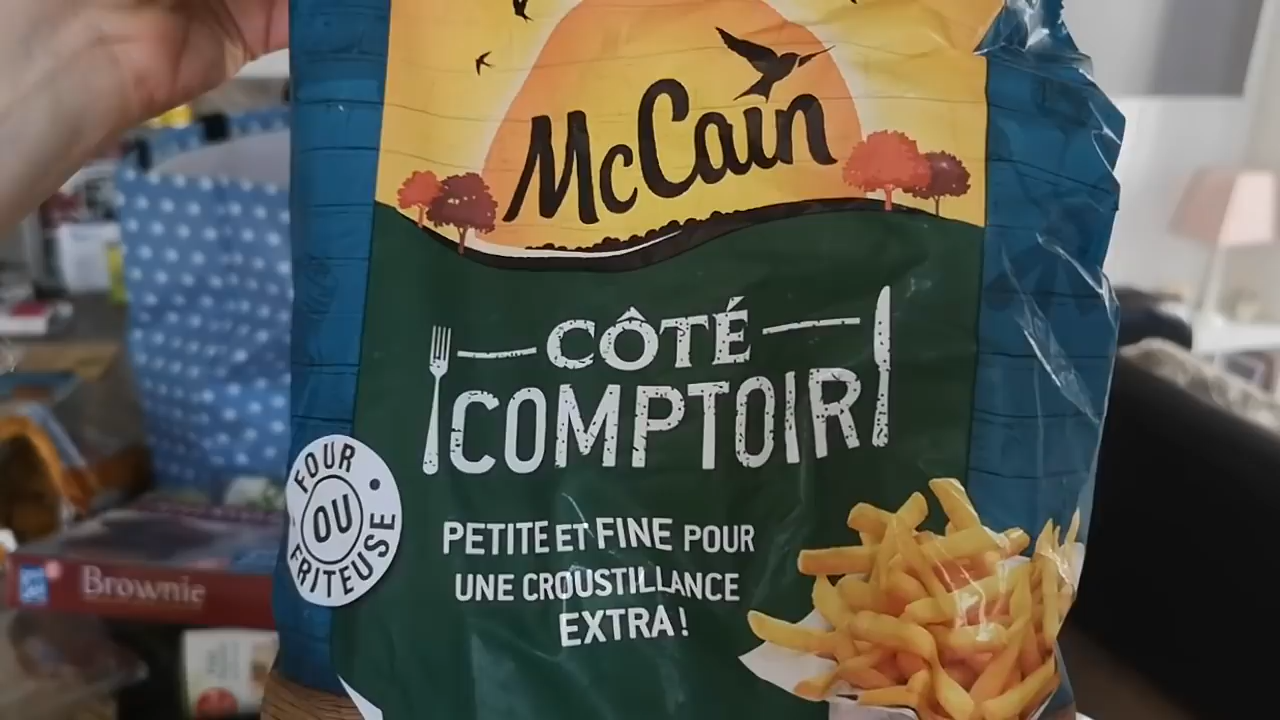 McCain
CÔTÉ
COMPTOIR
FOUR
OU
FRITEUSE
PETITE ET FINE POUR
UNE CROUSTILLANCE
EXTRA !
Brownie